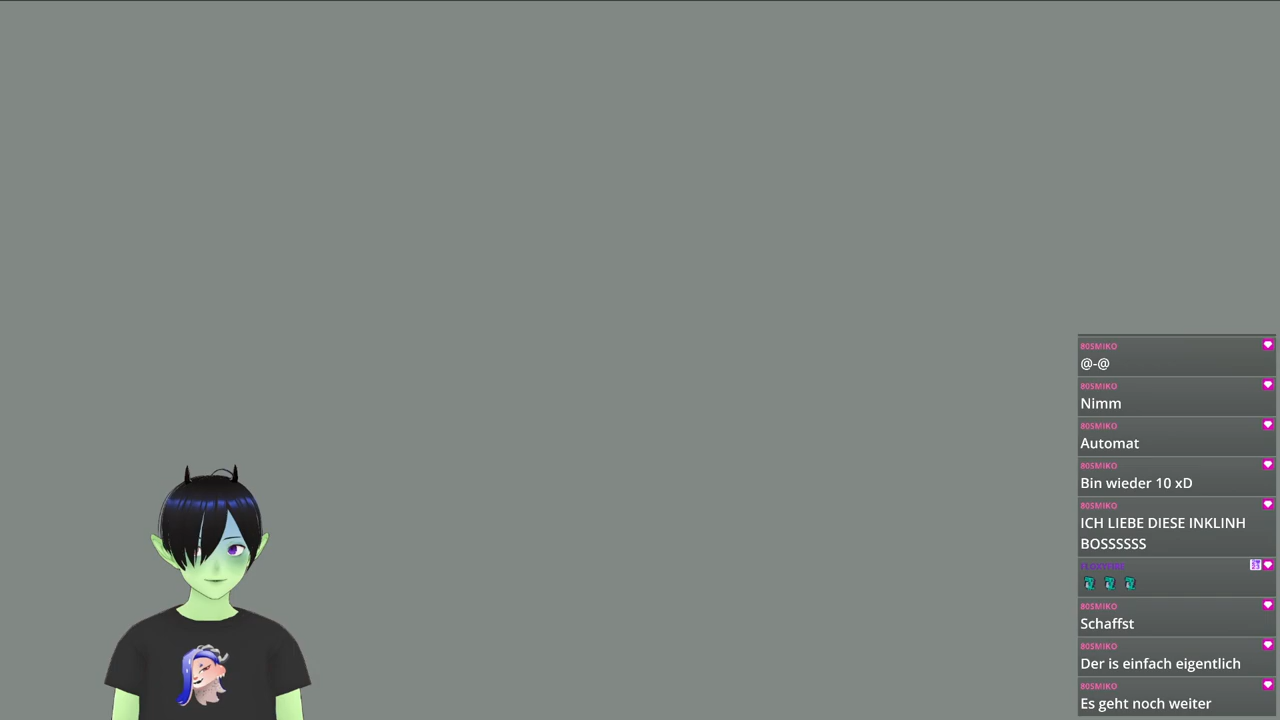 80SMIKO
@-@
80SMIKO
Nimm
80SMIKO
Automat
80SMIKO
Bin wieder 10 xD
80SMIKO
ICH LIEBE DIESE INKLINH
BOSSSSSS
80SMIKO
Schaffst
80SMIKO
Der is einfach eigentlich
80SMIKO
Es geht noch weiter